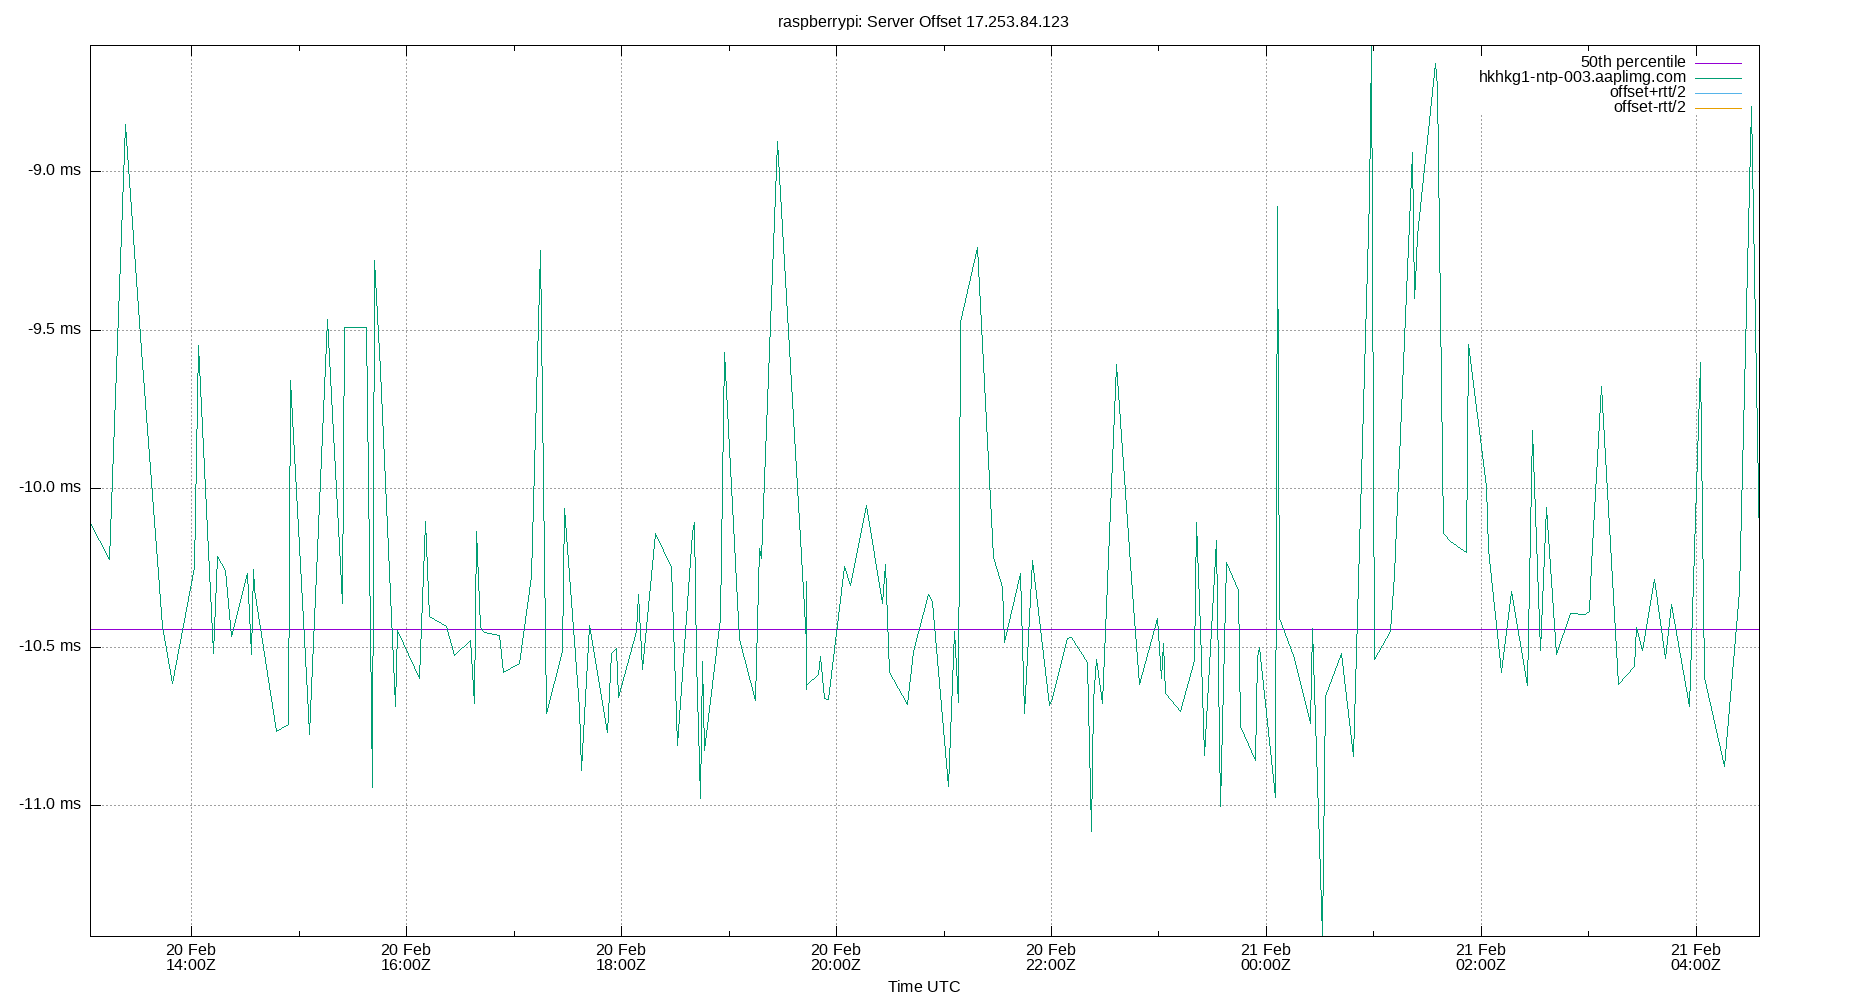 raspberrypi: Server Offset 17.253.84.123
50th percentile
hkhkg1-ntp-003.aaplimg.com
offset+rtt/2
offset-rtt/2
-9.0 ms
-9.5 ms
-10.0 ms
-10.5 ms
-11.0 ms
20 Feb 20 Feb 20 Feb 20 Feb 20 Feb 21 Feb 21 Feb 21 Feb
14:00Z 16:00Z 18:00Z 20:00Z 22:00Z 00:00Z 02:00Z 04:00Z
Time UTC